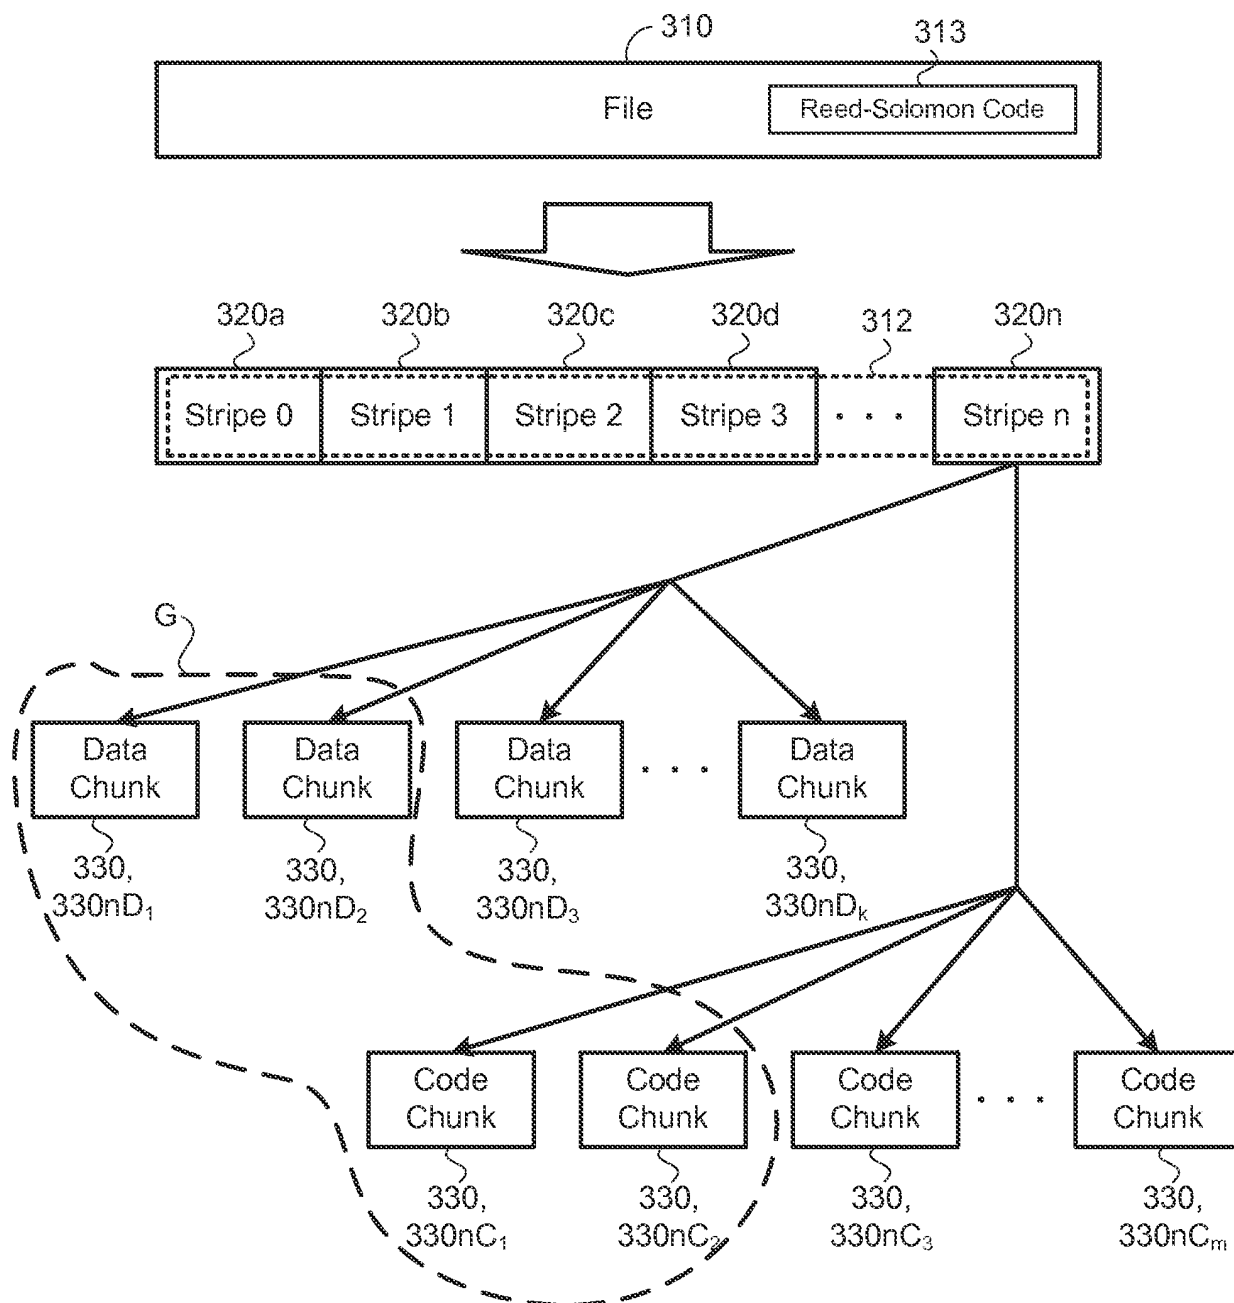 310
313
File
Reed-Solomon Code
320a
320b
320c
320d
312
320n
Stripe 0
Stripe 1
Stripe 2
Stripe 3
. . .
Stripe n
G
Data
Chunk
Data
Chunk
Data
Chunk
. . .
Data
Chunk
330,
330nD₁
330,
330nD₂
330,
330nD₃
330,
330nDₖ
Code
Chunk
Code
Chunk
Code
Chunk
. . .
Code
Chunk
330,
330nC₁
330,
330nC₂
330,
330nC₃
330,
330nCₘ